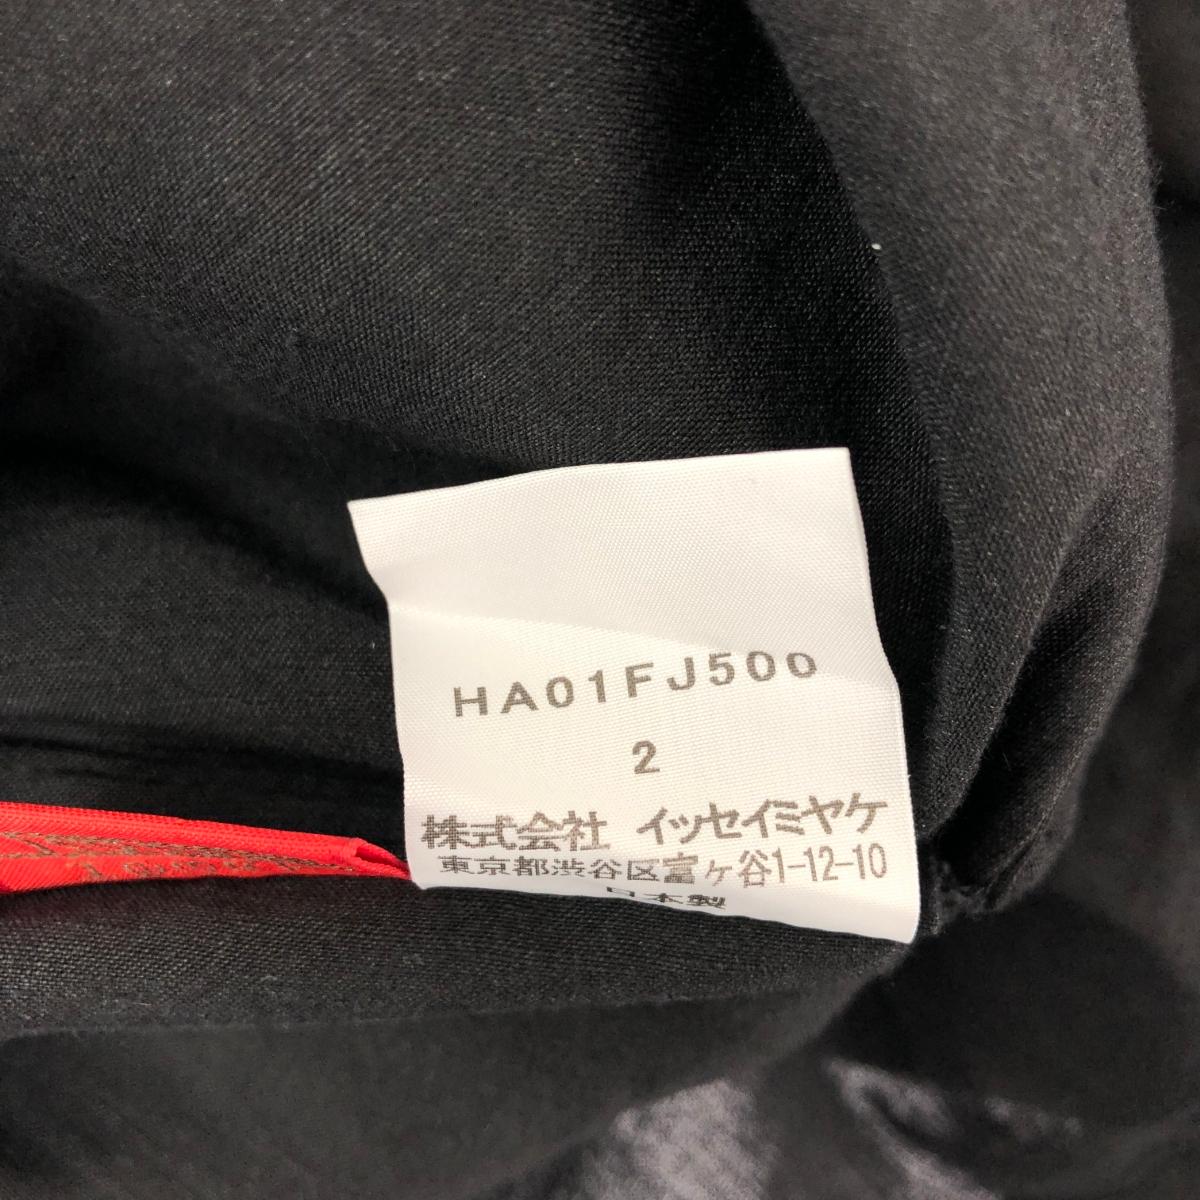 HA01FJ500
2
株式会社 イッセイミヤケ
東京都渋谷区富ヶ谷1-12-10
日本製